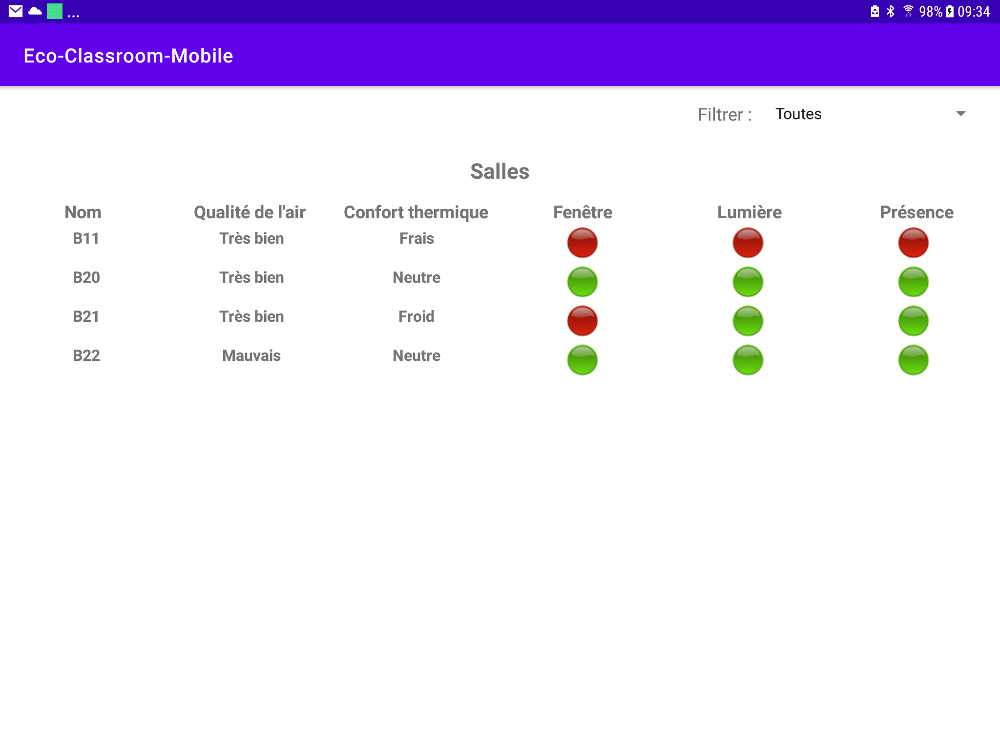 ... 98% 09:34
Eco-Classroom-Mobile
Filtrer : Toutes
Salles
Nom Qualité de l'air Confort thermique Fenêtre Lumière Présence
B11 Très bien Frais
B20 Très bien Neutre
B21 Très bien Froid
B22 Mauvais Neutre